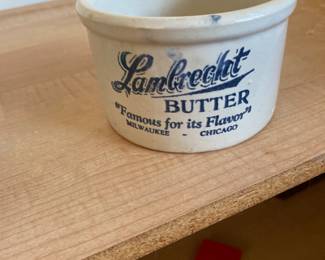 Lambrecht
BUTTER
"Famous for its Flavor"
MILWAUKEE - CHICAGO